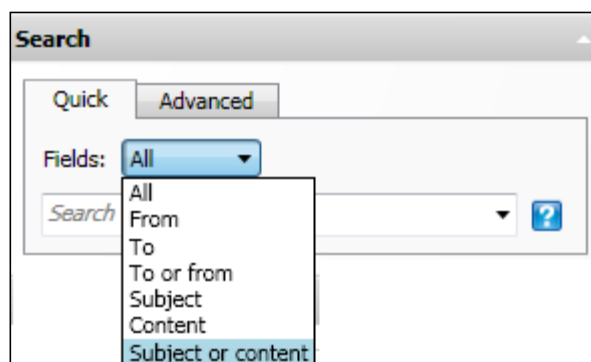 Search
Quick Advanced
Fields: All
All
Search
From
To
To or from
Subject
Content
Subject or content
?